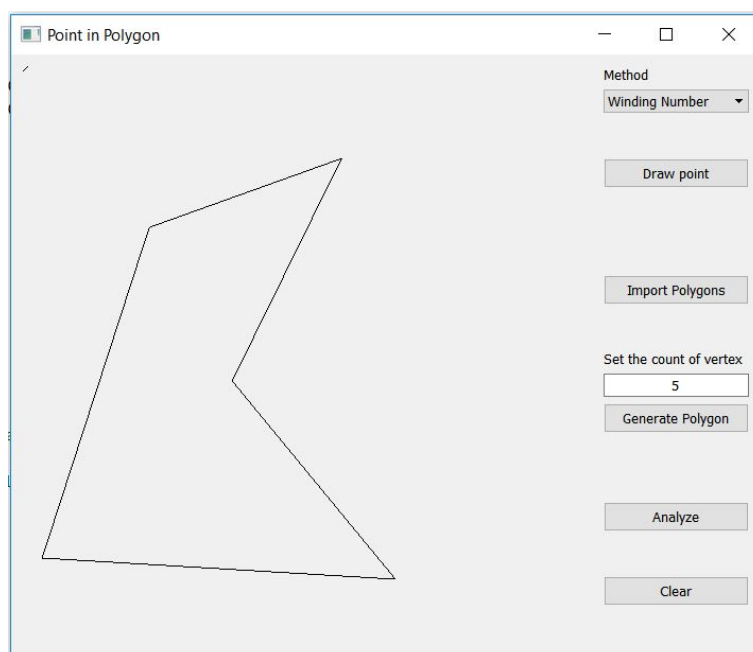 Point in Polygon
Method
Winding Number
Draw point
Import Polygons
Set the count of vertex
5
Generate Polygon
Analyze
Clear